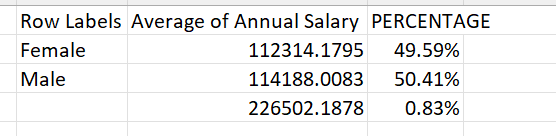 Row Labels Average of Annual Salary PERCENTAGE
Female 112314.1795 49.59%
Male 114188.0083 50.41%
226502.1878 0.83%